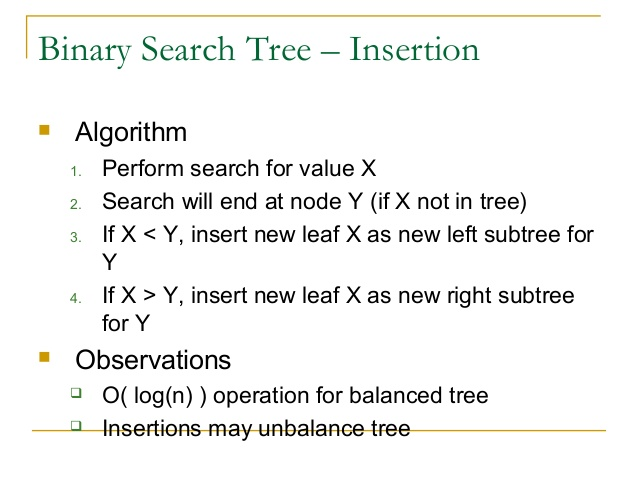 Binary Search Tree – Insertion
Algorithm
1. Perform search for value X
2. Search will end at node Y (if X not in tree)
3. If X < Y, insert new leaf X as new left subtree for
Y
4. If X > Y, insert new leaf X as new right subtree
for Y
Observations
O( log(n) ) operation for balanced tree
Insertions may unbalance tree